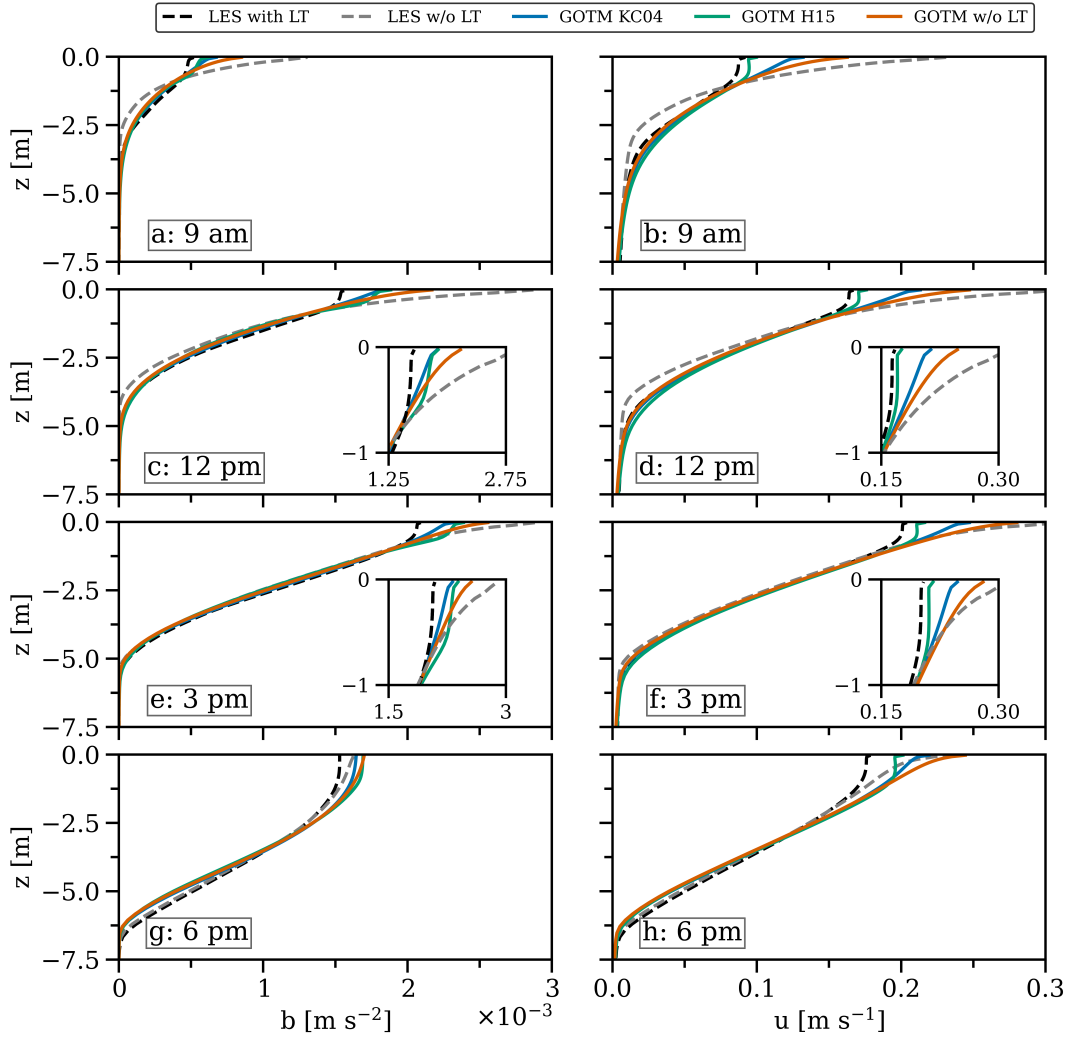 LES with LT LES w/o LT GOTM KC04 GOTM H15 GOTM w/o LT
0.0
−2.5
−5.0
−7.5
z [m]
a: 9 am
b: 9 am
0.0
−2.5
−5.0
−7.5
z [m]
c: 12 pm
0
−1
1.25 2.75
d: 12 pm
0
−1
0.15 0.30
0.0
−2.5
−5.0
−7.5
z [m]
e: 3 pm
0
−1
1.5 3
f: 3 pm
0
−1
0.15 0.30
0.0
−2.5
−5.0
−7.5
z [m]
g: 6 pm
h: 6 pm
0 1 2 3
×10⁻³
b [m s⁻²]
0.0 0.1 0.2 0.3
u [m s⁻¹]